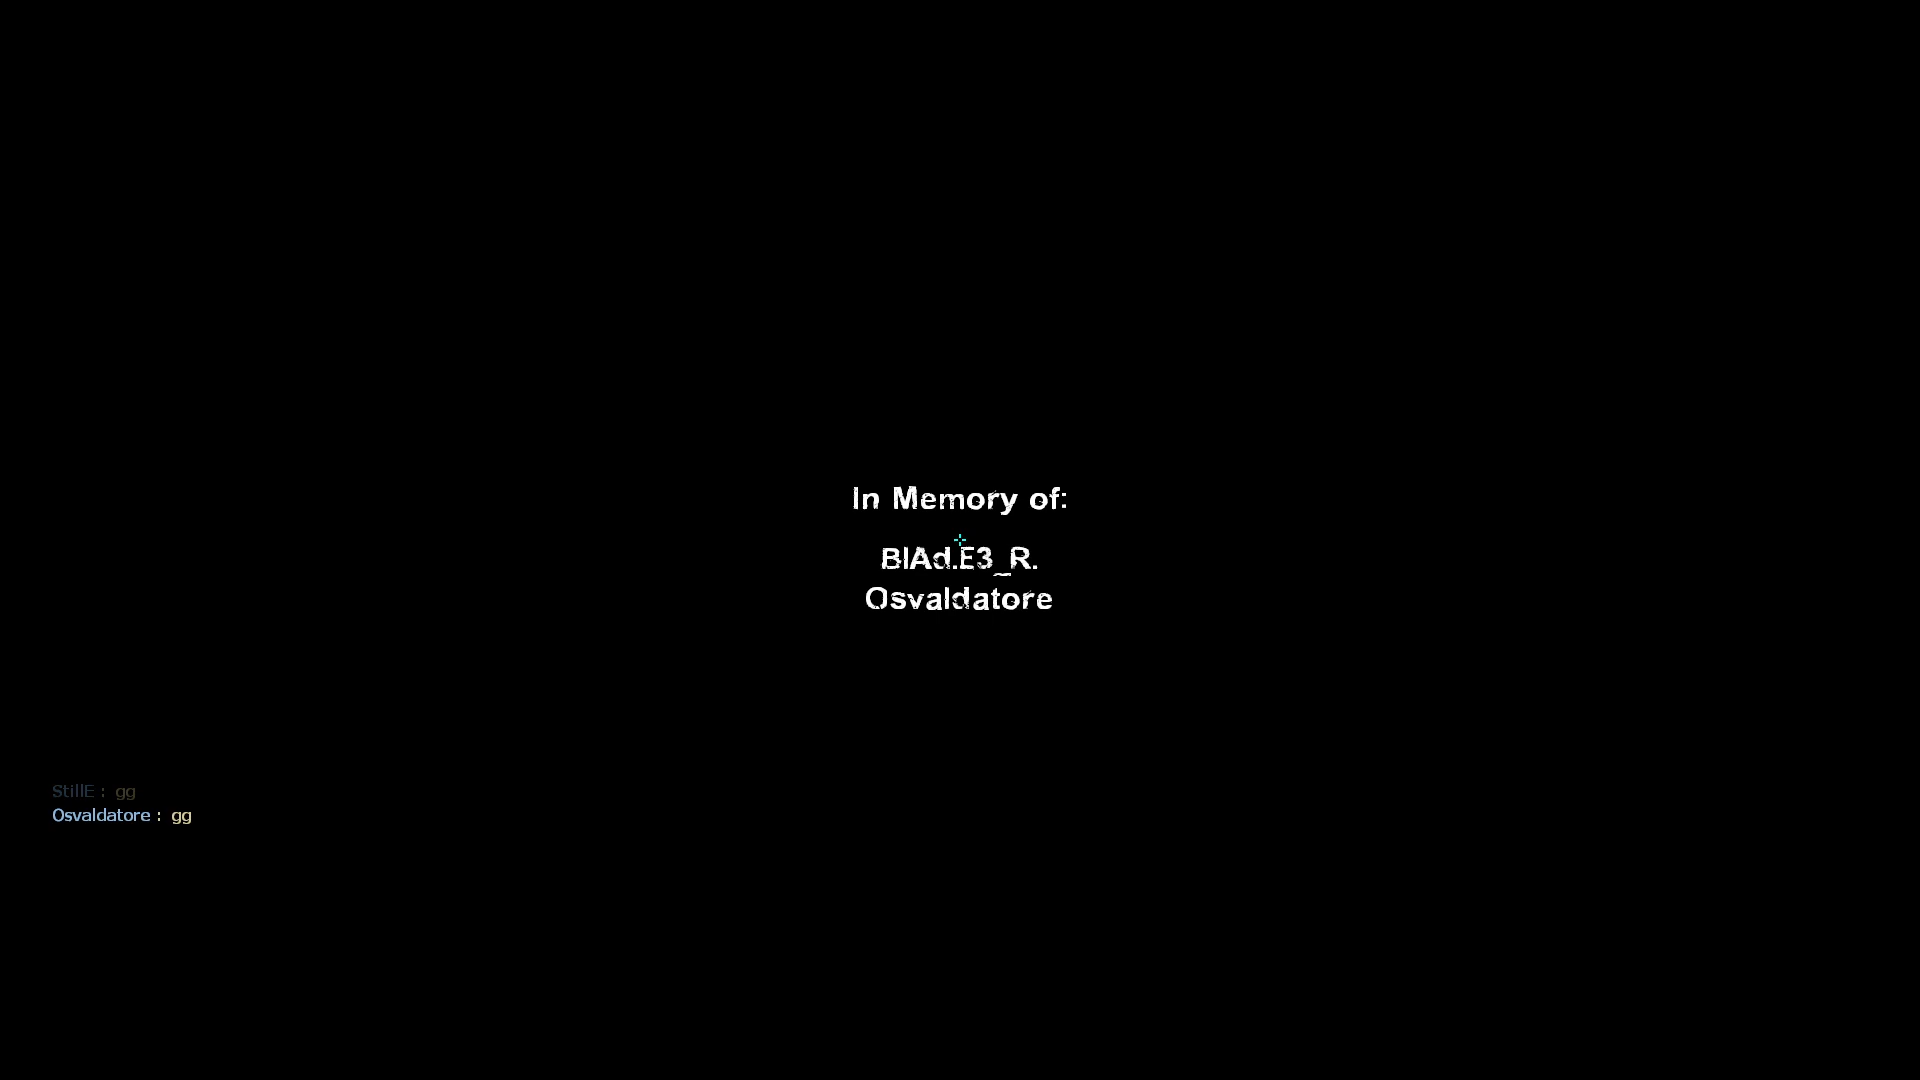 In Memory of:
BlAd.E3_R.
Osvaldatore
StillE : gg
Osvaldatore : gg